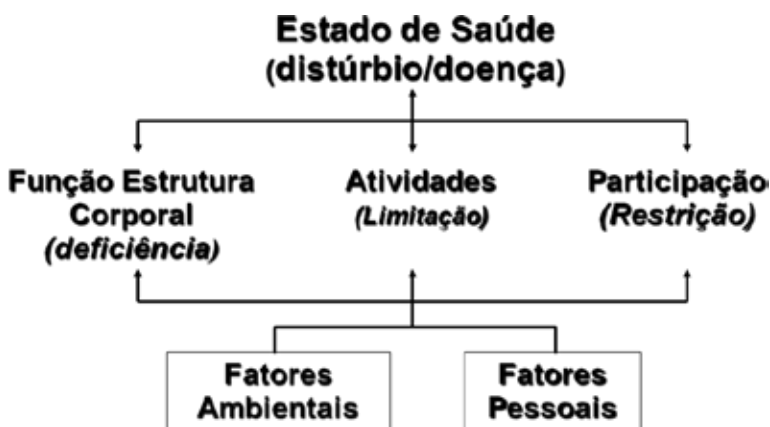 Estado de Saúde
(distúrbio/doença)
Função Estrutura
Corporal
(deficiência)
Atividades
(Limitação)
Participação
(Restrição)
Fatores
Ambientais
Fatores
Pessoais